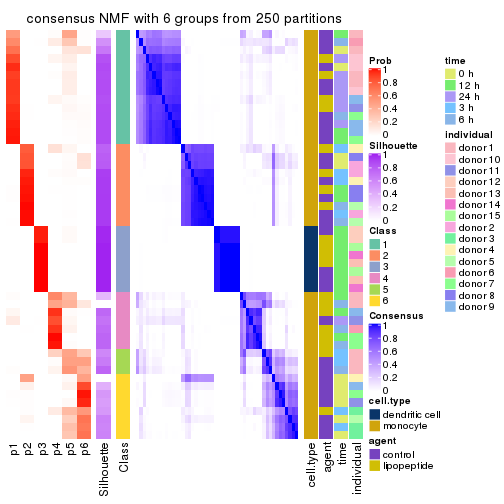 consensus NMF with 6 groups from 250 partitions
p1
p2
p3
p4
p5
p6
Silhouette
Class
cell.type
agent
time
individual
Prob
1
0.8
0.6
0.4
0.2
0
Silhouette
1
0.8
0.6
0.4
0.2
0
Class
1
2
3
4
5
6
Consensus
1
0.8
0.6
0.4
0.2
0
cell.type
dendritic cell
monocyte
agent
control
lipopeptide
time
0 h
12 h
24 h
3 h
6 h
individual
donor 1
donor 10
donor 11
donor 12
donor 13
donor 14
donor 15
donor 2
donor 3
donor 4
donor 5
donor 6
donor 7
donor 8
donor 9